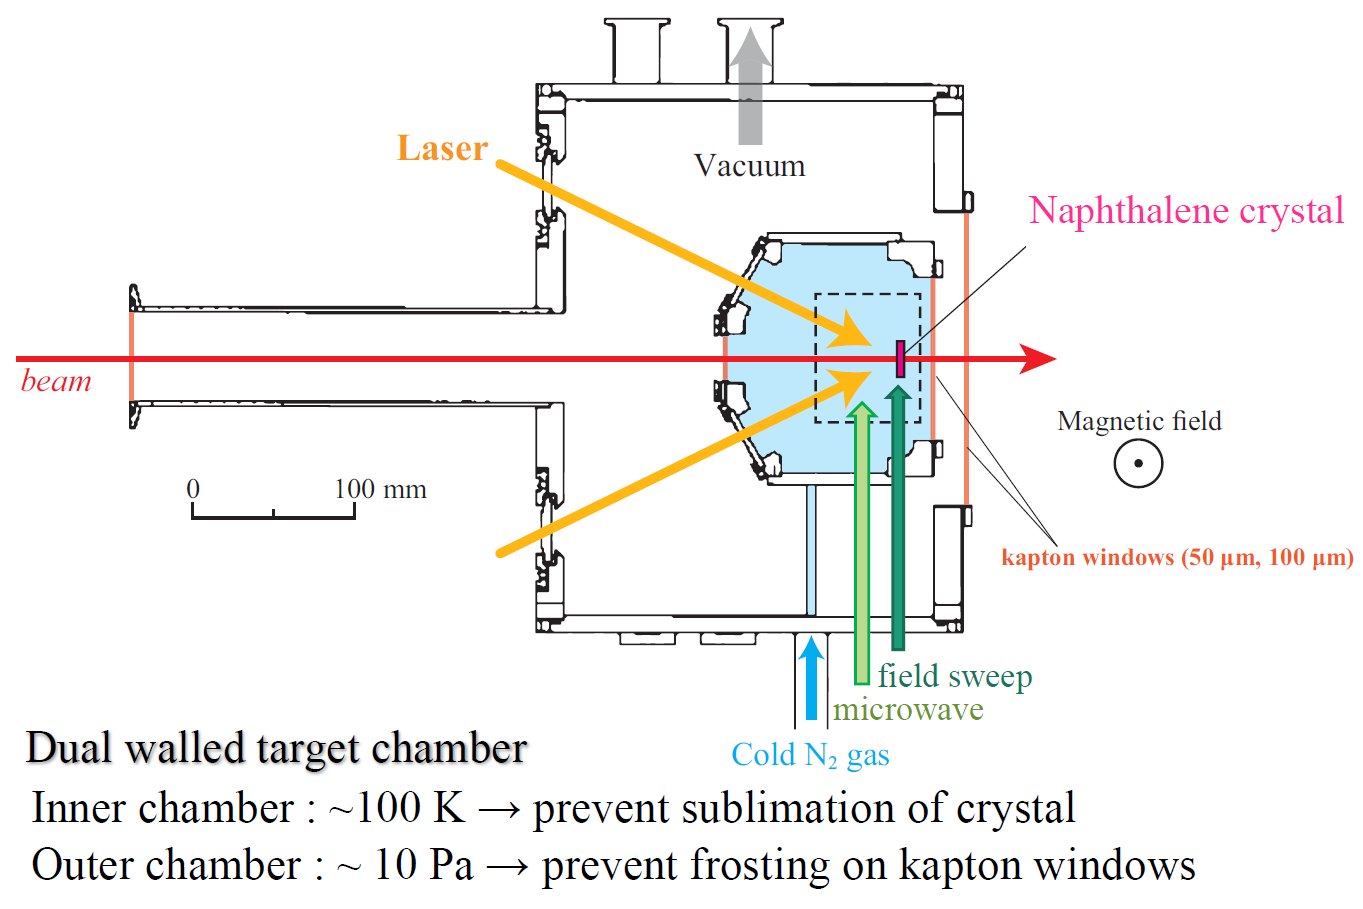 Laser
Vacuum
Naphthalene crystal
beam
Magnetic field
0 100 mm
kapton windows (50 µm, 100 µm)
field sweep
microwave
Cold N₂ gas
Dual walled target chamber
Inner chamber : ~100 K → prevent sublimation of crystal
Outer chamber : ~ 10 Pa → prevent frosting on kapton windows